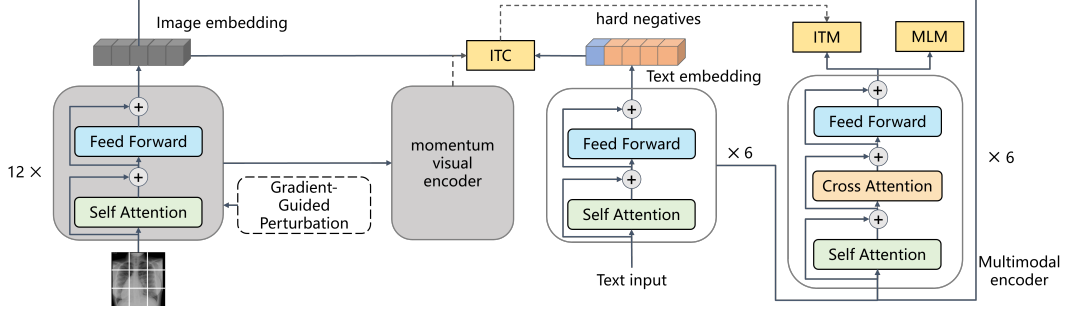 Image embedding
hard negatives
ITC
ITM
MLM
Text embedding
12 ×
Feed Forward
Self Attention
Gradient-
Guided
Perturbation
momentum
visual
encoder
Feed Forward
Self Attention
× 6
Text input
Feed Forward
Cross Attention
Self Attention
× 6
Multimodal
encoder